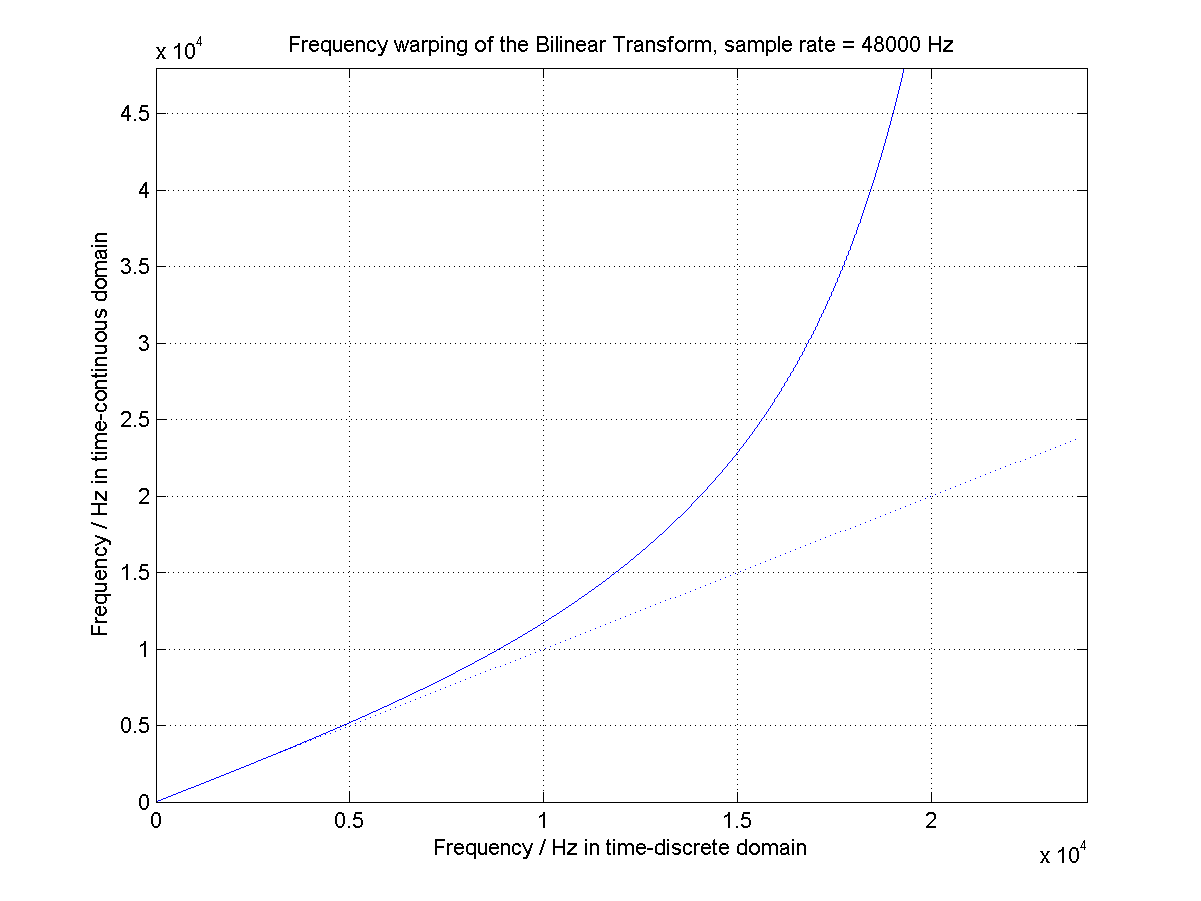 Frequency warping of the Bilinear Transform, sample rate = 48000 Hz
x 10^4
4.5
4
3.5
3
2.5
2
1.5
1
0.5
0
Frequency / Hz in time-continuous domain
0 0.5 1 1.5 2
Frequency / Hz in time-discrete domain
x 10^4